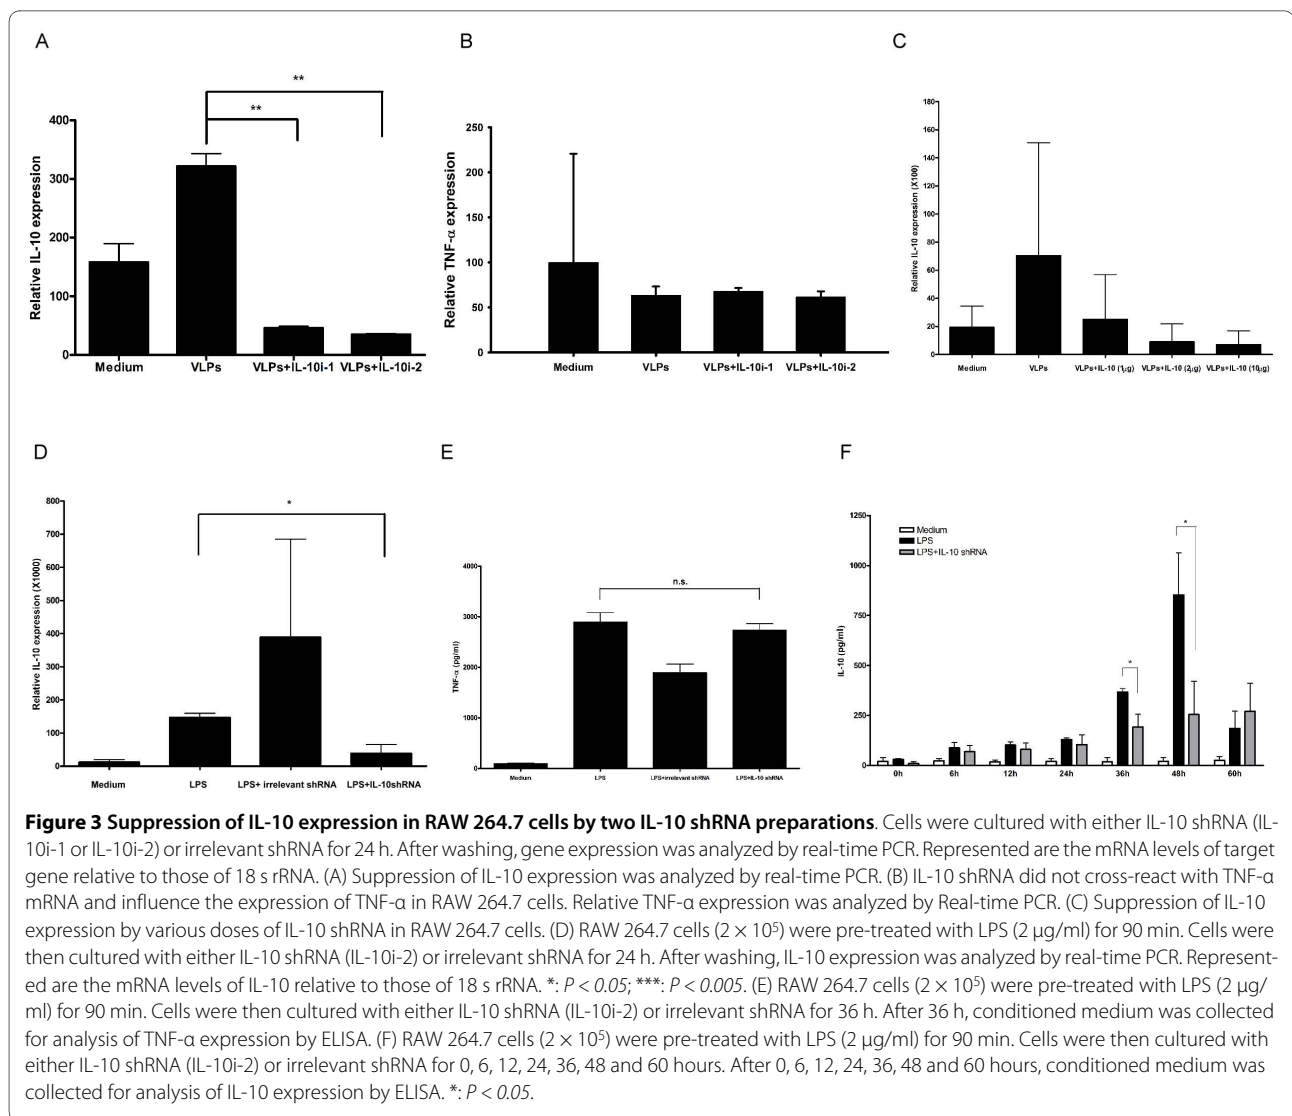 A
B
C
**
**
400
300
200
100
0
Relative IL-10 expression
Medium
VLPs
VLPs+IL-10i-1
VLPs+IL-10i-2
250
200
150
100
50
0
Relative TNF-α expression
Medium
VLPs
VLPs+IL-10i-1
VLPs+IL-10i-2
180
160
140
120
100
80
60
40
20
0
Relative IL-10 expression (X100)
Medium
VLPs
VLPs+IL-10 (1μg)
VLPs+IL-10 (2μg)
VLPs+IL-10 (10μg)
D
E
F
800
700
600
500
400
300
200
100
0
Relative IL-10 expression (X1000)
*
Medium
LPS
LPS+ irrelevant shRNA
LPS+IL-10shRNA
4000
3000
2000
1000
0
TNF-α (pg/ml)
n.s.
Medium
LPS
LPS+irrelevant shRNA
LPS+IL-10 shRNA
1250
1000
750
500
250
0
IL-10 (pg/ml)
Medium
LPS
LPS+IL-10 shRNA
*
*
0h
6h
12h
24h
36h
48h
60h
Figure 3 Suppression of IL-10 expression in RAW 264.7 cells by two IL-10 shRNA preparations. Cells were cultured with either IL-10 shRNA (IL-
10i-1 or IL-10i-2) or irrelevant shRNA for 24 h. After washing, gene expression was analyzed by real-time PCR. Represented are the mRNA levels of target
gene relative to those of 18 s rRNA. (A) Suppression of IL-10 expression was analyzed by real-time PCR. (B) IL-10 shRNA did not cross-react with TNF-α
mRNA and influence the expression of TNF-α in RAW 264.7 cells. Relative TNF-α expression was analyzed by Real-time PCR. (C) Suppression of IL-10
expression by various doses of IL-10 shRNA in RAW 264.7 cells. (D) RAW 264.7 cells (2 × 10⁵) were pre-treated with LPS (2 μg/ml) for 90 min. Cells were
then cultured with either IL-10 shRNA (IL-10i-2) or irrelevant shRNA for 24 h. After washing, IL-10 expression was analyzed by real-time PCR. Represent-
ed are the mRNA levels of IL-10 relative to those of 18 s rRNA. *: P < 0.05; ***: P < 0.005. (E) RAW 264.7 cells (2 × 10⁵) were pre-treated with LPS (2 μg/
ml) for 90 min. Cells were then cultured with either IL-10 shRNA (IL-10i-2) or irrelevant shRNA for 36 h. After 36 h, conditioned medium was collected
for analysis of TNF-α expression by ELISA. (F) RAW 264.7 cells (2 × 10⁵) were pre-treated with LPS (2 μg/ml) for 90 min. Cells were then cultured with
either IL-10 shRNA (IL-10i-2) or irrelevant shRNA for 0, 6, 12, 24, 36, 48 and 60 hours. After 0, 6, 12, 24, 36, 48 and 60 hours, conditioned medium was
collected for analysis of IL-10 expression by ELISA. *: P < 0.05.